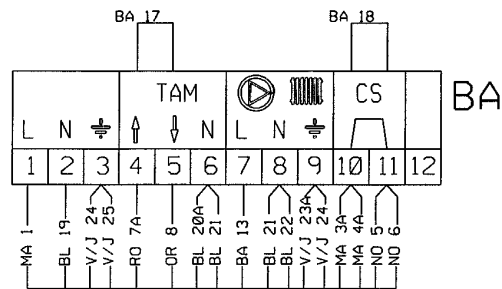 BA 17
BA 18
TAM
CS
BA
L N L N
N
1 2 3 4 5 6 7 8 9 10 11 12
MA 1
BL 19
V/J 24
V/J 25
RO 7A
OR 8
BL 20A
BL 21
BA 13
BL 21
BL 22
V/J 23A
V/J 24
MA 3A
MA 4A
NO 5
NO 6